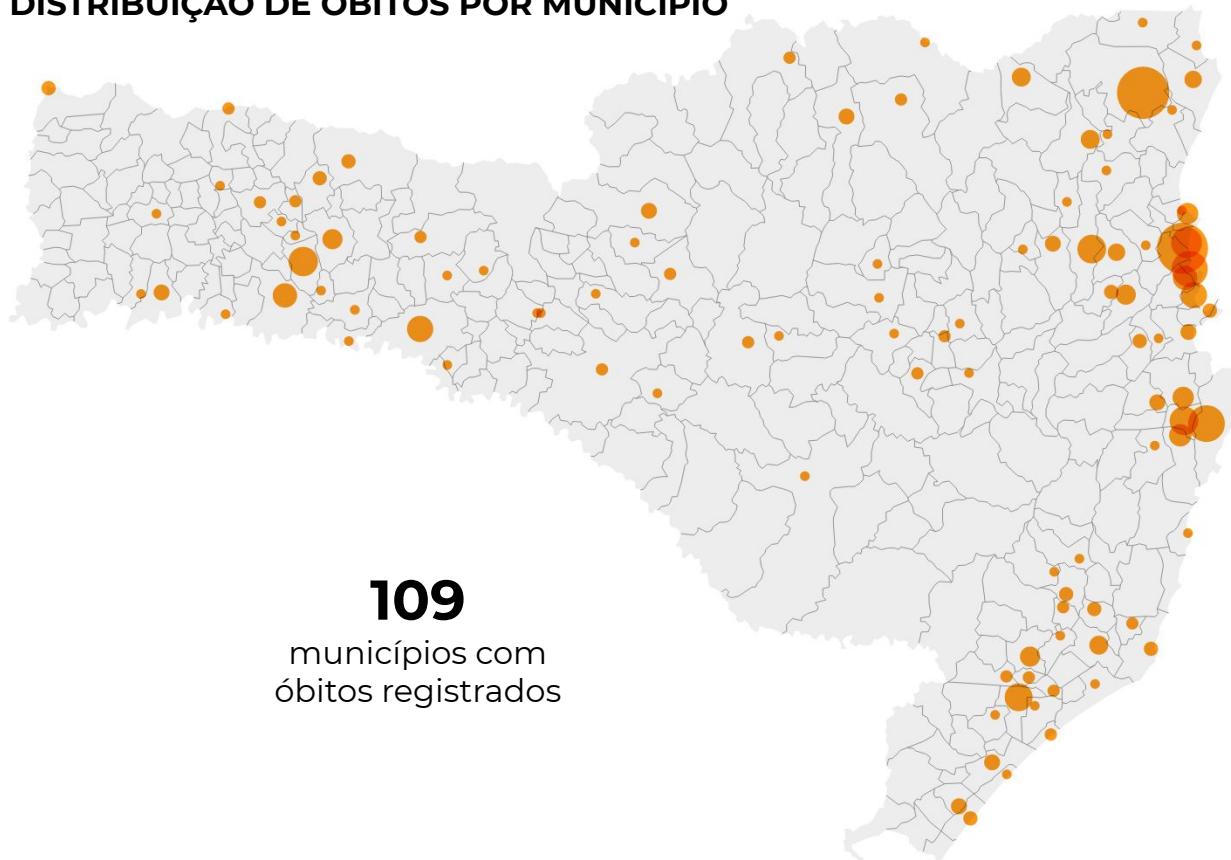 DISTRIBUIÇÃO DE ÓBITOS POR MUNICÍPIO
109
municípios com
óbitos registrados